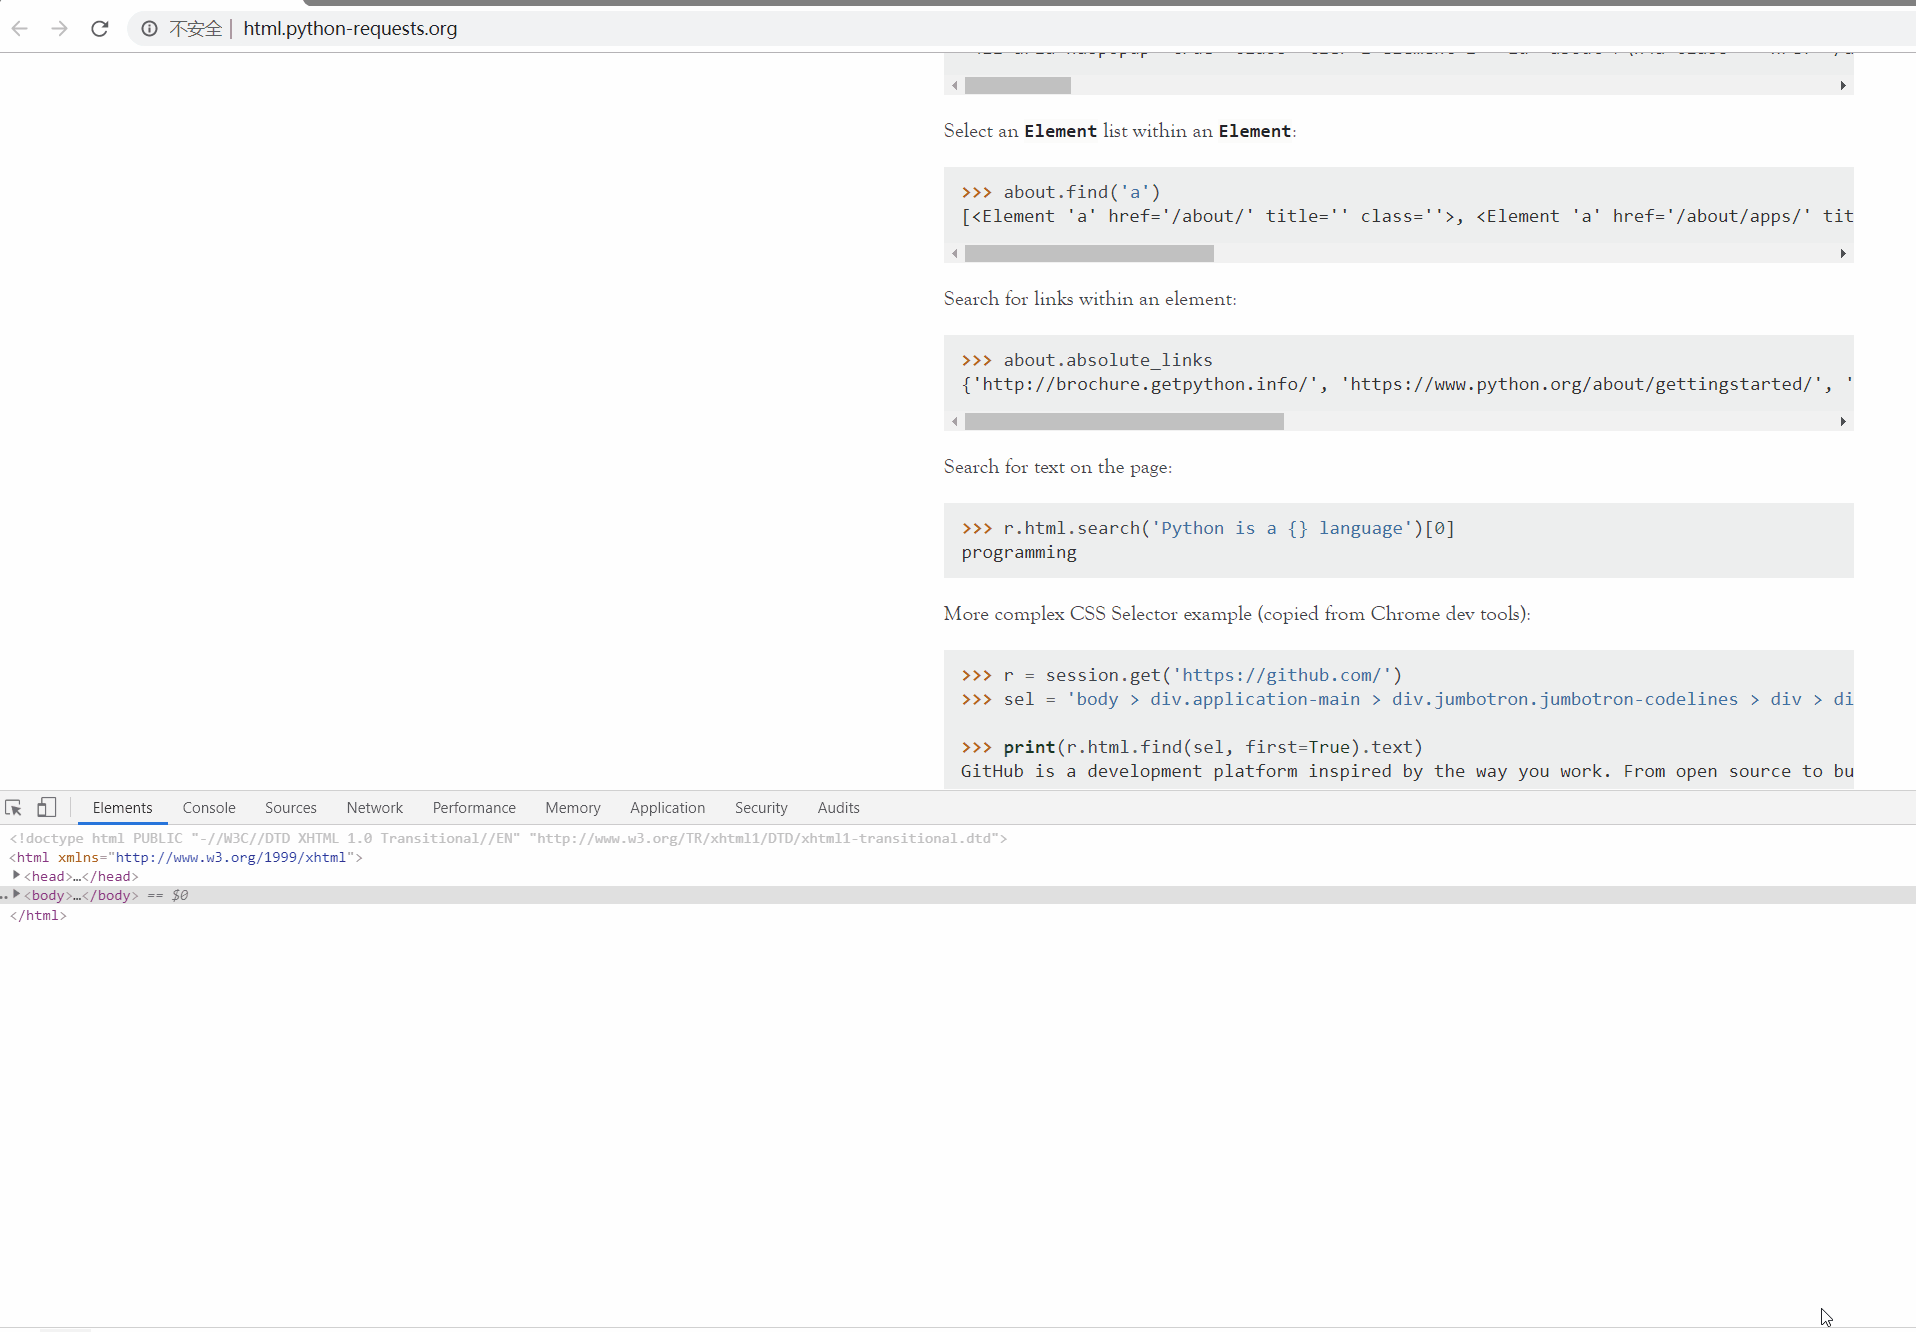 不安全 | html.python-requests.org
Select an Element list within an Element:
>>> about.find('a')
[<Element 'a' href='/about/' title='' class=''>, <Element 'a' href='/about/apps/' tit
Search for links within an element:
>>> about.absolute_links
{'http://brochure.getpython.info/', 'https://www.python.org/about/gettingstarted/', '
Search for text on the page:
>>> r.html.search('Python is a {} language')[0]
programming
More complex CSS Selector example (copied from Chrome dev tools):
>>> r = session.get('https://github.com/')
>>> sel = 'body > div.application-main > div.jumbotron.jumbotron-codelines > div > di
>>> print(r.html.find(sel, first=True).text)
GitHub is a development platform inspired by the way you work. From open source to bu
Elements Console Sources Network Performance Memory Application Security Audits
<!doctype html PUBLIC "-//W3C//DTD XHTML 1.0 Transitional//EN" "http://www.w3.org/TR/xhtml1/DTD/xhtml1-transitional.dtd">
<html xmlns="http://www.w3.org/1999/xhtml">
<head>…</head>
<body>…</body> == $0
</html>